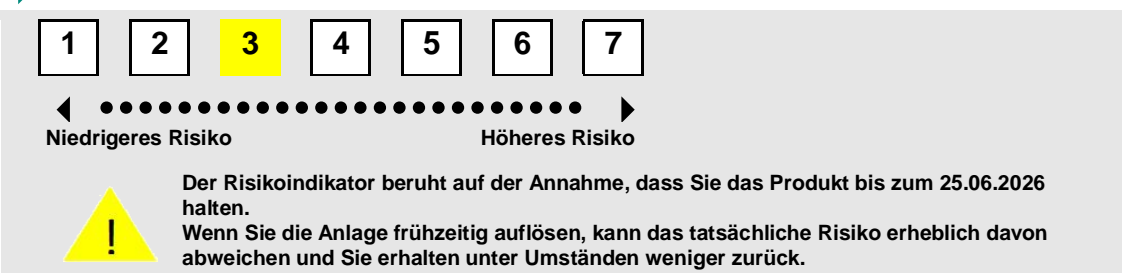 1 2 3 4 5 6 7
Niedrigeres Risiko Höheres Risiko
Der Risikoindikator beruht auf der Annahme, dass Sie das Produkt bis zum 25.06.2026
halten.
Wenn Sie die Anlage frühzeitig auflösen, kann das tatsächliche Risiko erheblich davon
abweichen und Sie erhalten unter Umständen weniger zurück.
!